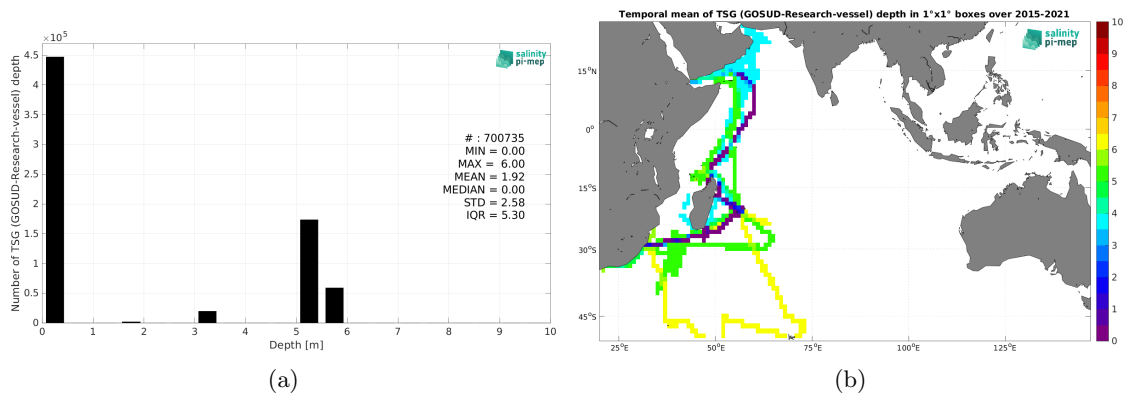 ×10⁵
Number of TSG (GOSUD-Research-vessel) depth
4.5
4
3.5
3
2.5
2
1.5
1
0.5
0
salinity
pi-mep
# : 700735
MIN = 0.00
MAX = 6.00
MEAN = 1.92
MEDIAN = 0.00
STD = 2.58
IQR = 5.30
0 1 2 3 4 5 6 7 8 9 10
Depth [m]
(a)
Temporal mean of TSG (GOSUD-Research-vessel) depth in 1°x1° boxes over 2015-2021
salinity
pi-mep
15°N
0°
15°S
30°S
45°S
25°E 50°E 75°E 100°E 125°E
10
9
8
7
6
5
4
3
2
1
0
(b)